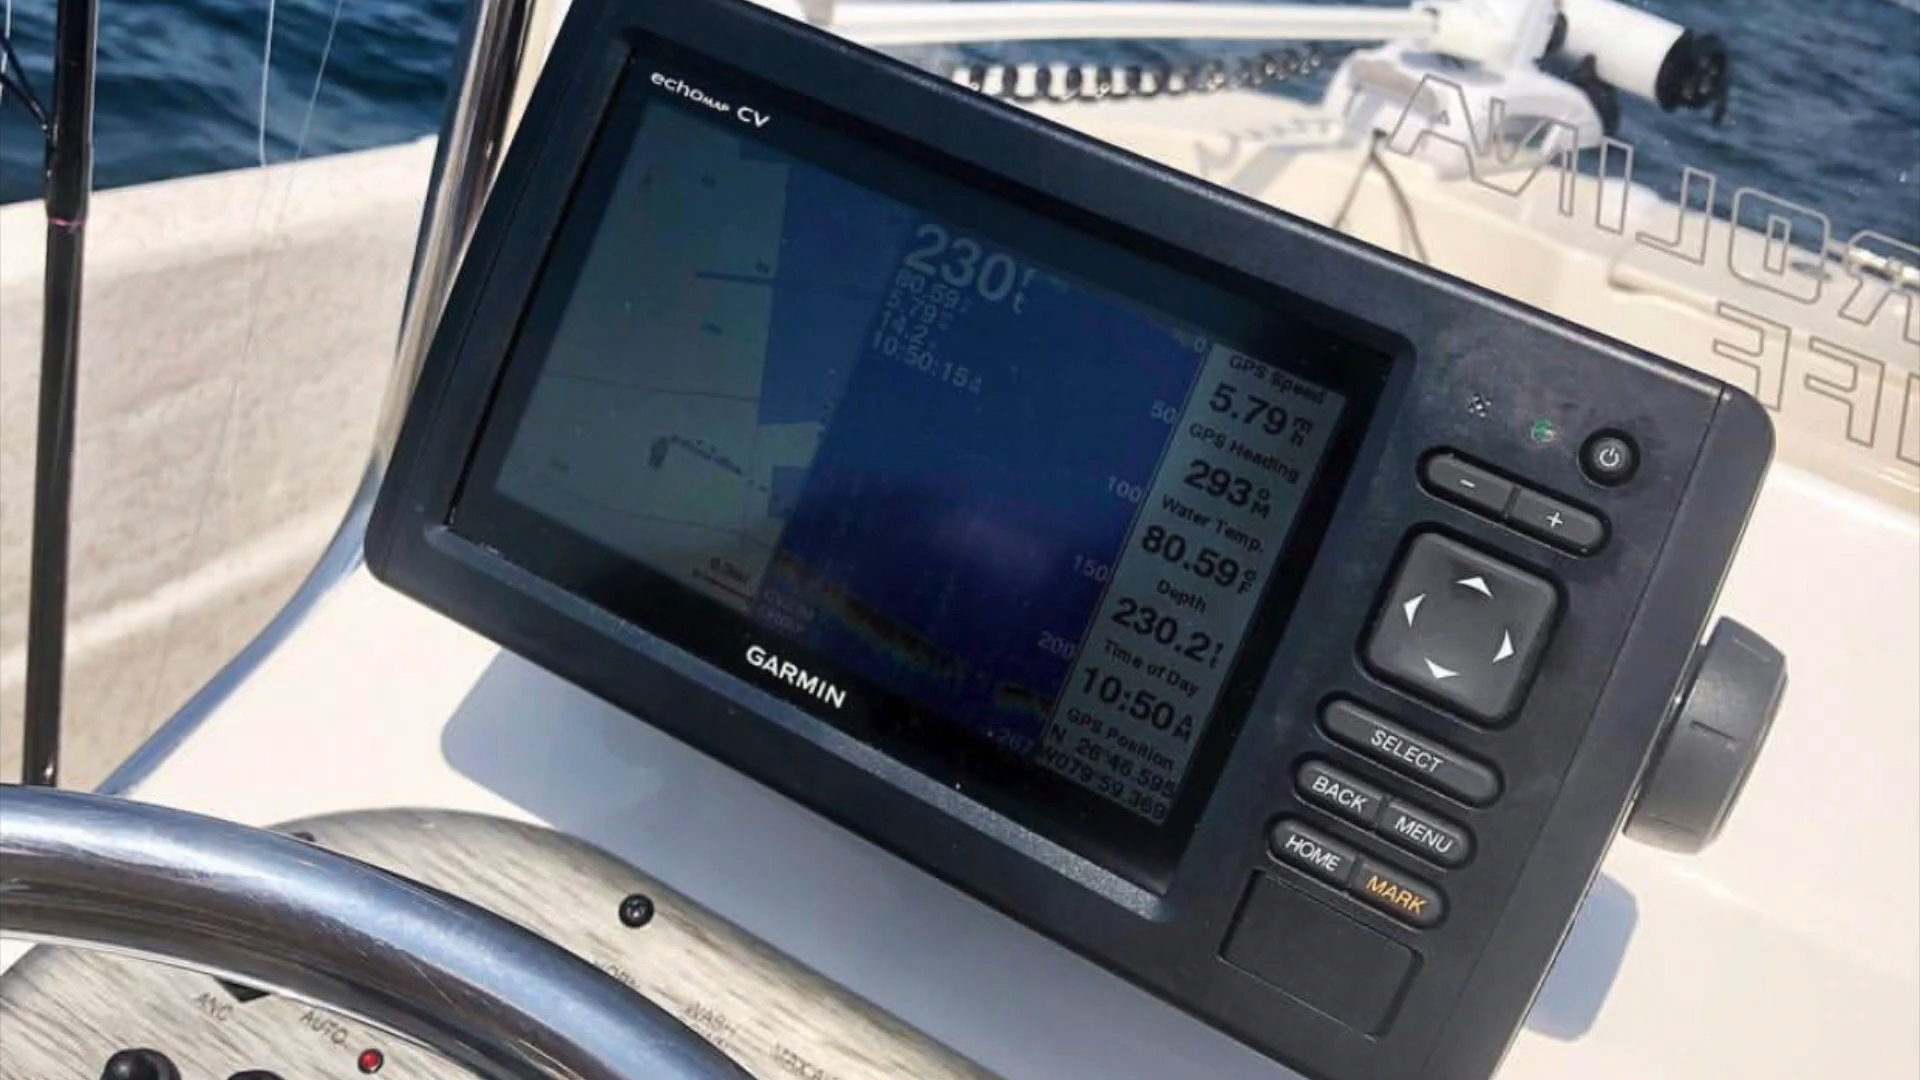 echoMAP CV
230ft
80.59°F
5.79mh
14.2
10:50:15
0
50
100
150
200
267
GPS Speed
5.79mh
GPS Heading
293°M
Water Temp.
80.59°F
Depth
230.2ft
Time of Day
10:50AM
GPS Position
N 26°46.595
W079°59.369
GARMIN
-
+
SELECT
BACK
MENU
HOME
MARK
ANC
AUTO
WASH